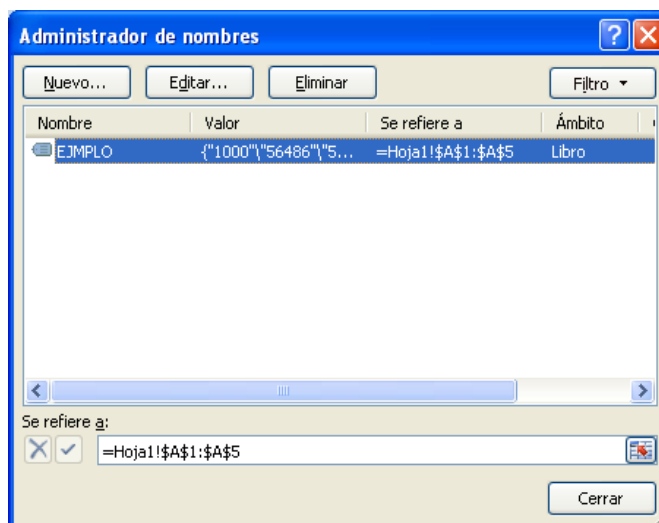 Administrador de nombres
Nuevo... Editar... Eliminar Filtro
Nombre Valor Se refiere a Ámbito
EJMPLO {"1000"\"56486"\"5... =Hoja1!$A$1:$A$5 Libro
Se refiere a:
=Hoja1!$A$1:$A$5
Cerrar